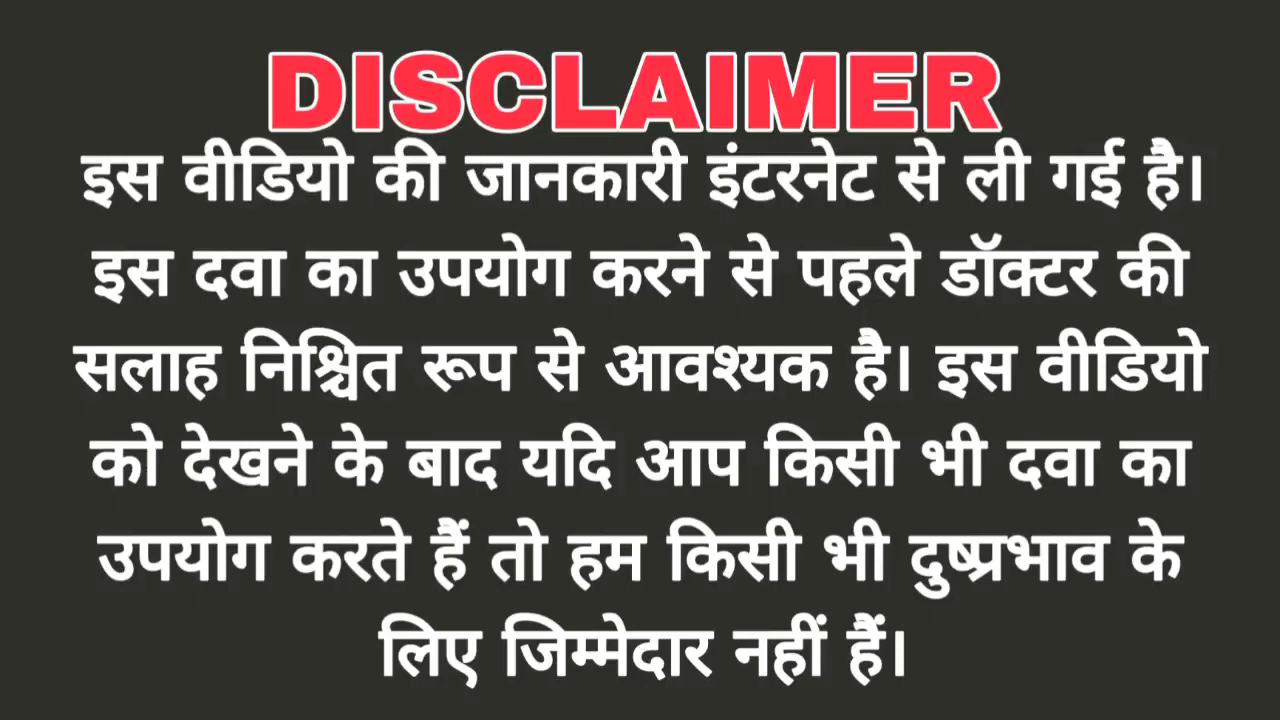 DISCLAIMER
इस वीडियो की जानकारी इंटरनेट से ली गई है।
इस दवा का उपयोग करने से पहले डॉक्टर की
सलाह निश्चित रूप से आवश्यक है। इस वीडियो
को देखने के बाद यदि आप किसी भी दवा का
उपयोग करते हैं तो हम किसी भी दुष्प्रभाव के
लिए जिम्मेदार नहीं हैं।